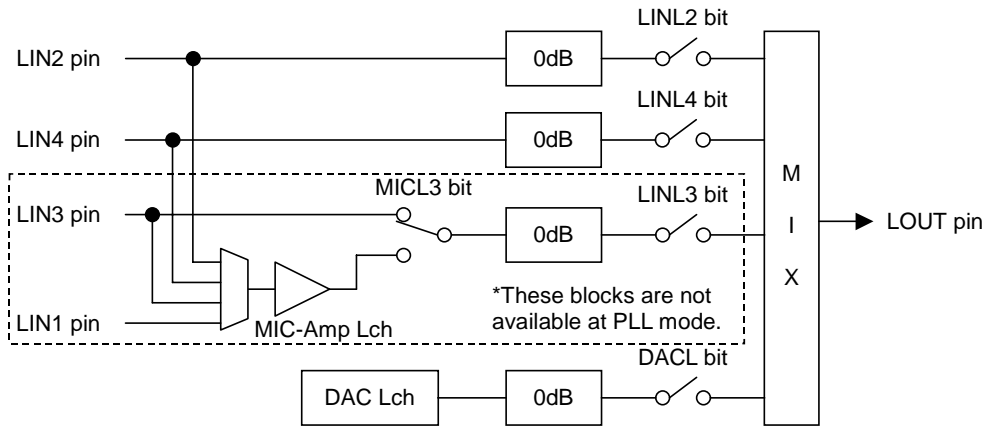 LINL2 bit
LIN2 pin
0dB
LINL4 bit
LIN4 pin
0dB
M
I
X
MICL3 bit
LINL3 bit
LIN3 pin
0dB
LOUT pin
*These blocks are not
available at PLL mode.
LIN1 pin
MIC-Amp Lch
DACL bit
DAC Lch
0dB